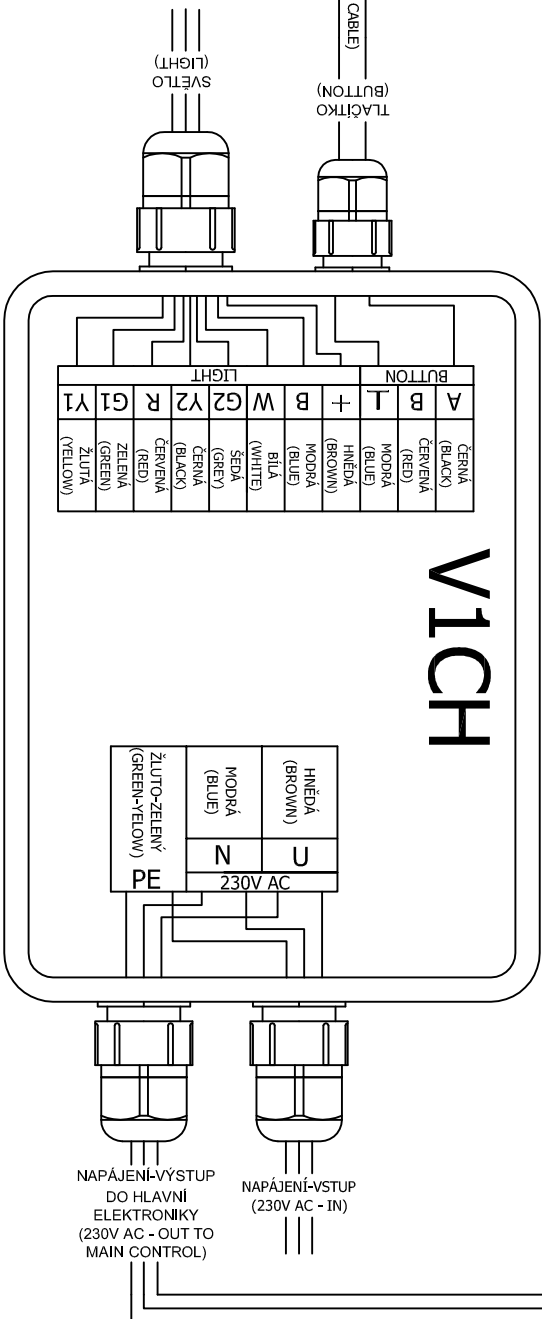 CABLE)
TLAČÍTKO
(BUTTON)
SVĚTLO
(LIGHT)
BUTTON
LIGHT
A
B
⊥
+
B
W
G2
Y2
R
G1
Y1
ČERNÁ
(BLACK)
ČERVENÁ
(RED)
MODRÁ
(BLUE)
HNĚDÁ
(BROWN)
MODRÁ
(BLUE)
BÍLÁ
(WHITE)
ŠEDÁ
(GREY)
ČERNÁ
(BLACK)
ČERVENÁ
(RED)
ZELENÁ
(GREEN)
ŽLUTÁ
(YELLOW)
V1CH
ŽLUTO-ZELENÝ
(GREEN-YELOW)
PE
MODRÁ
(BLUE)
N
HNĚDÁ
(BROWN)
U
230V AC
NAPÁJENÍ-VÝSTUP
DO HLAVNÍ
ELEKTRONIKY
(230V AC - OUT TO
MAIN CONTROL)
NAPÁJENÍ-VSTUP
(230V AC - IN)